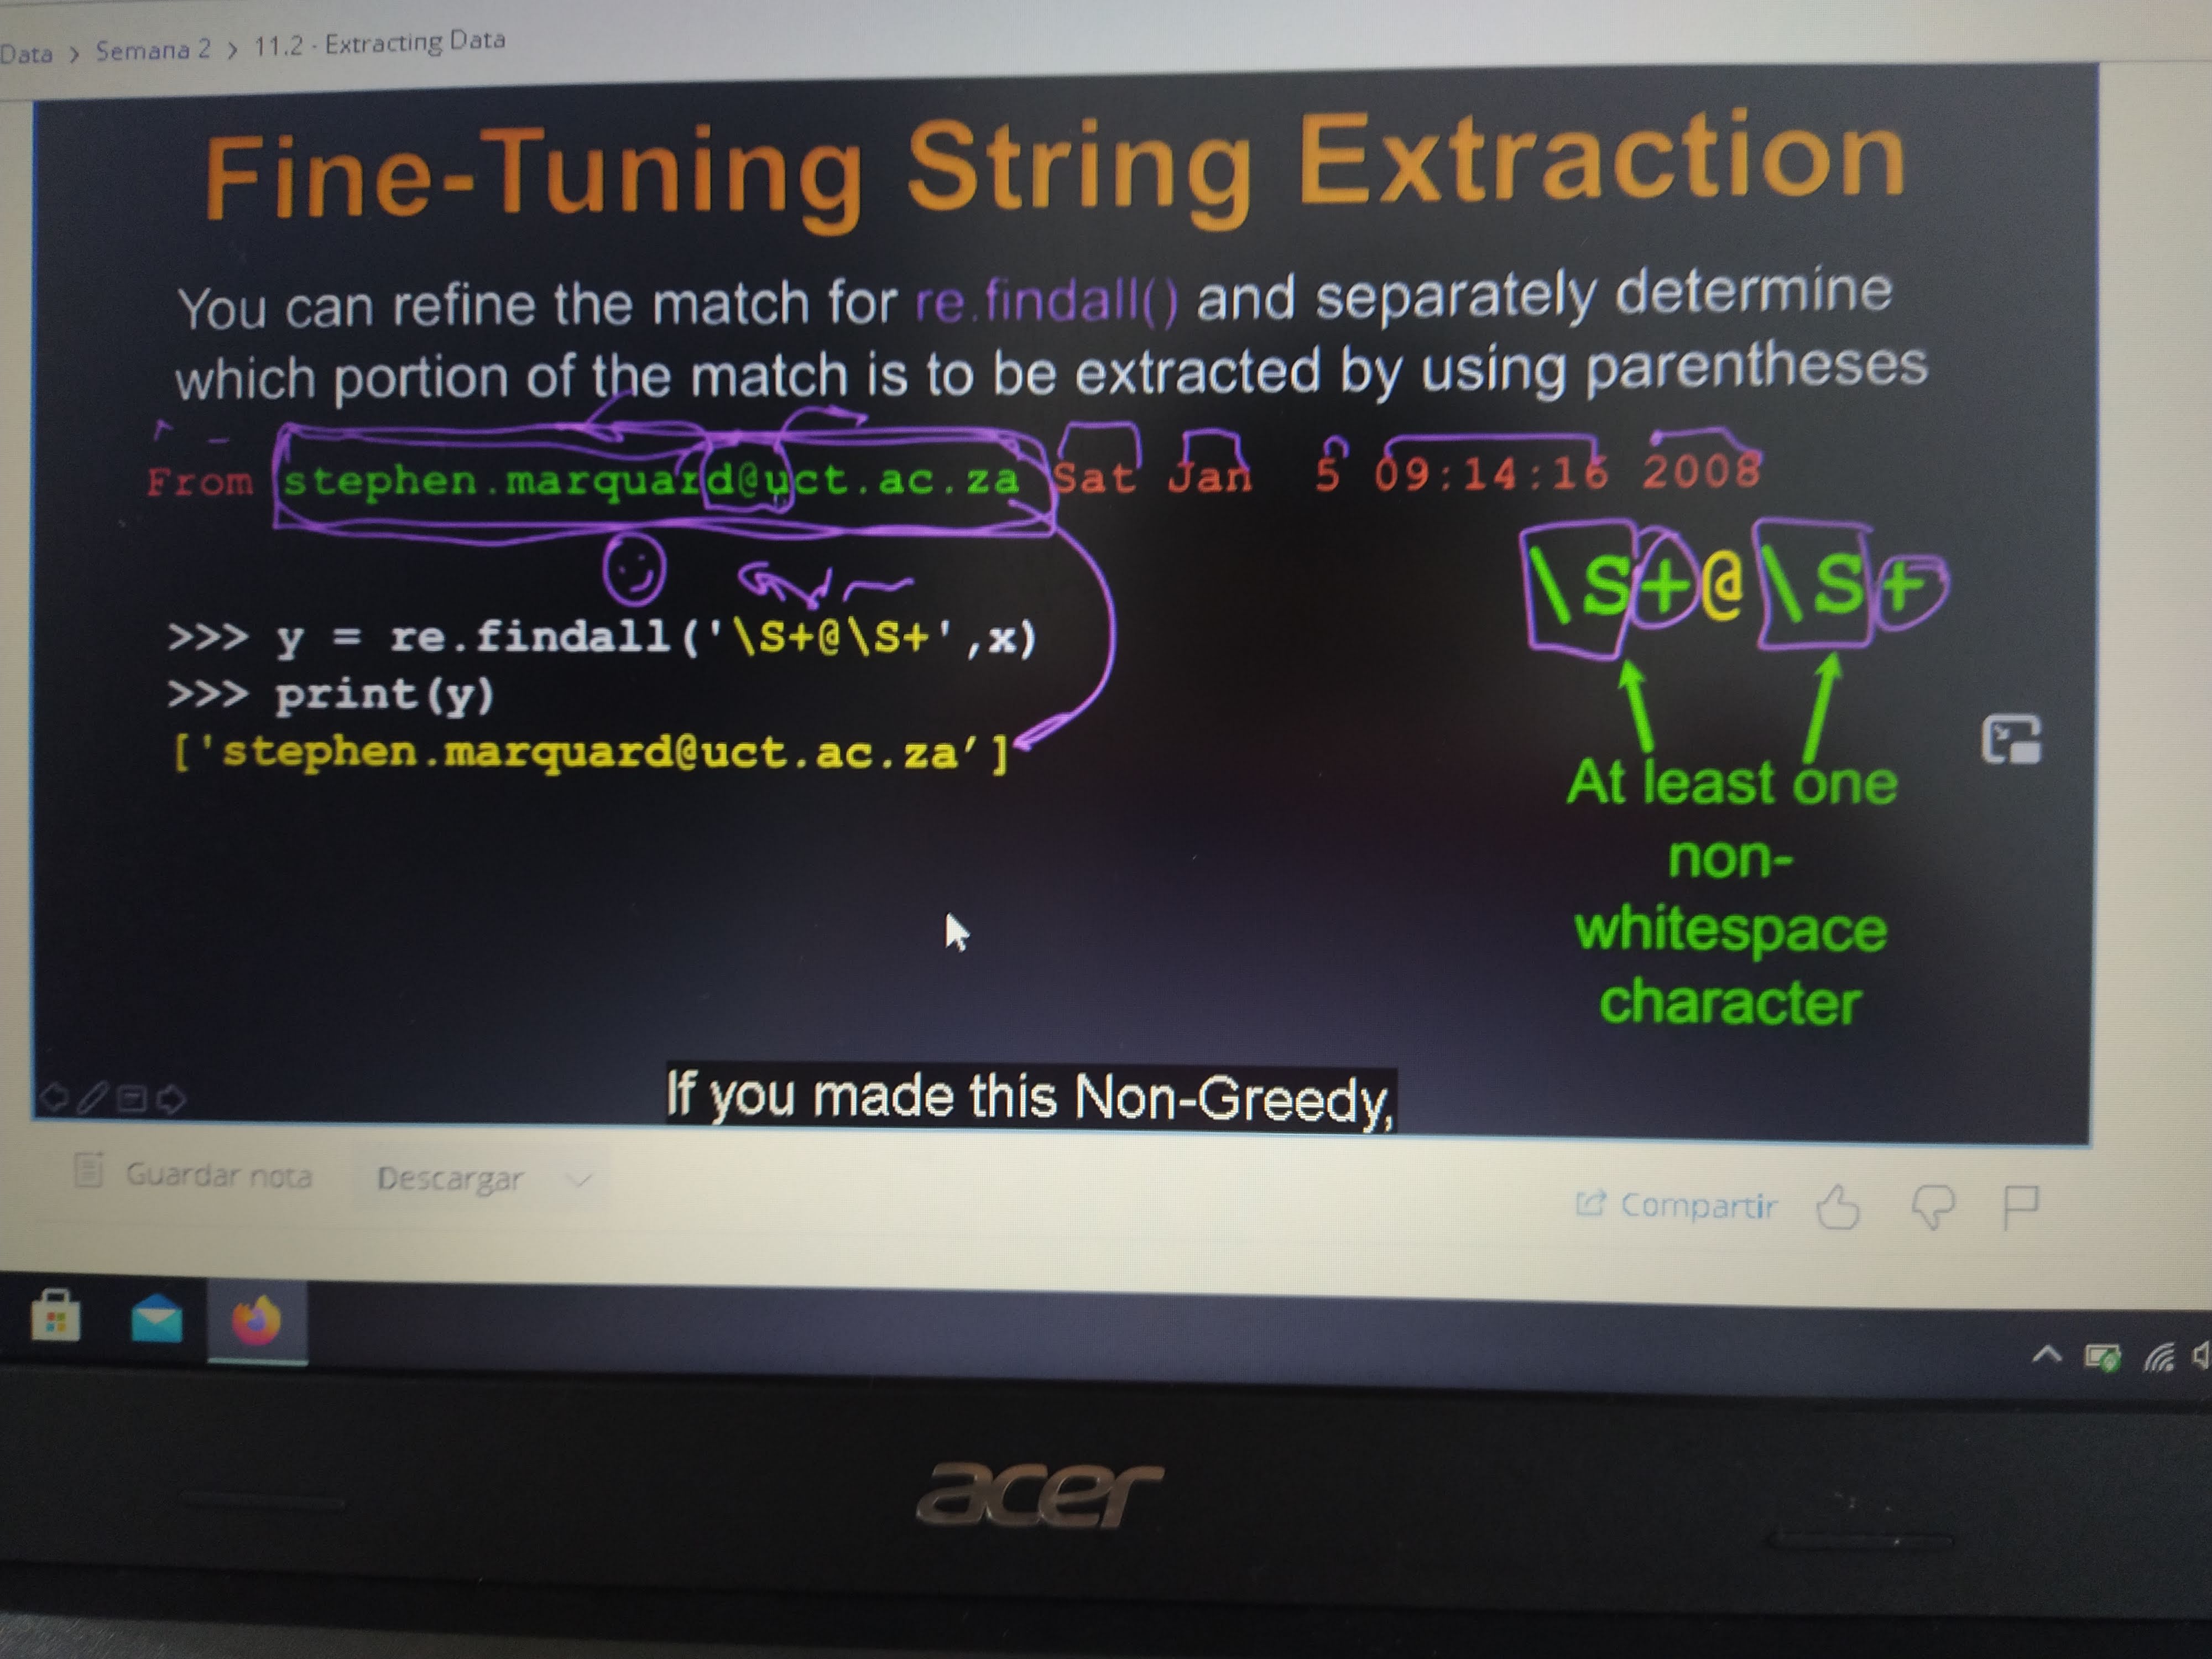 Data > Semana 2 > 11.2 - Extracting Data
Fine-Tuning String Extraction
You can refine the match for re.findall() and separately determine
which portion of the match is to be extracted by using parentheses
From stephen.marquard@uct.ac.za Sat Jan 5 09:14:16 2008
\S+@\S+
>>> y = re.findall('\S+@\S+',x)
>>> print(y)
['stephen.marquard@uct.ac.za']
At least one
non-
whitespace
character
If you made this Non-Greedy,
Guardar nota
Descargar
Compartir
acer